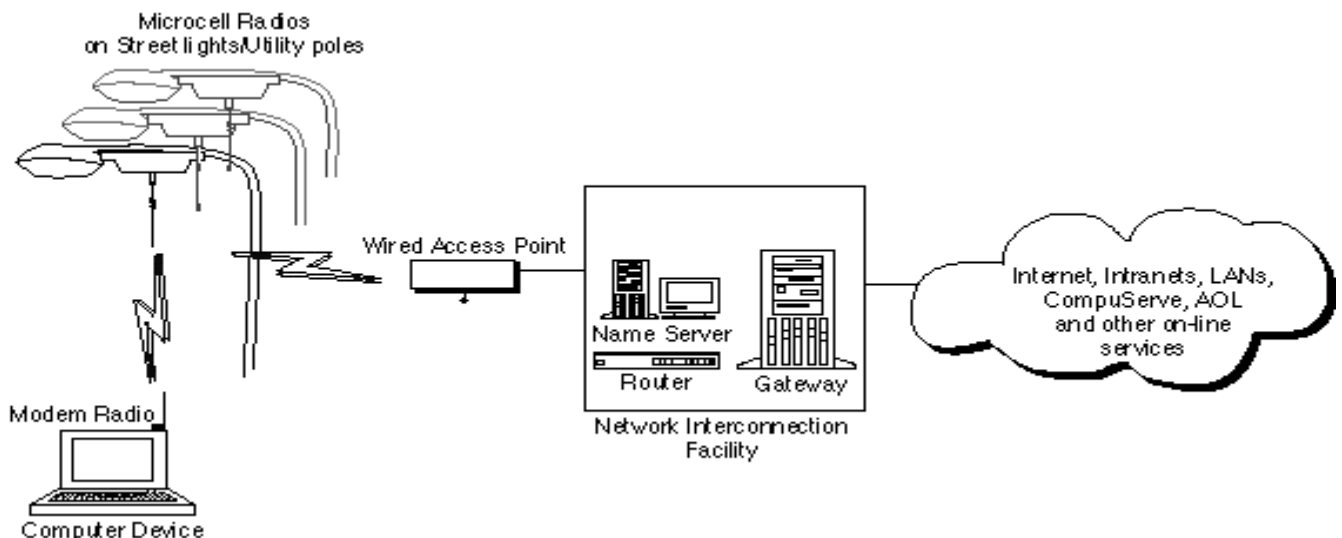 Microcell Radios
on Streetlights/Utility poles
Wired Access Point
Name Server
Router
Gateway
Network Interconnection
Facility
Internet, Intranets, LANs,
CompuServe, AOL
and other on-line
services
Modem Radio
Computer Device